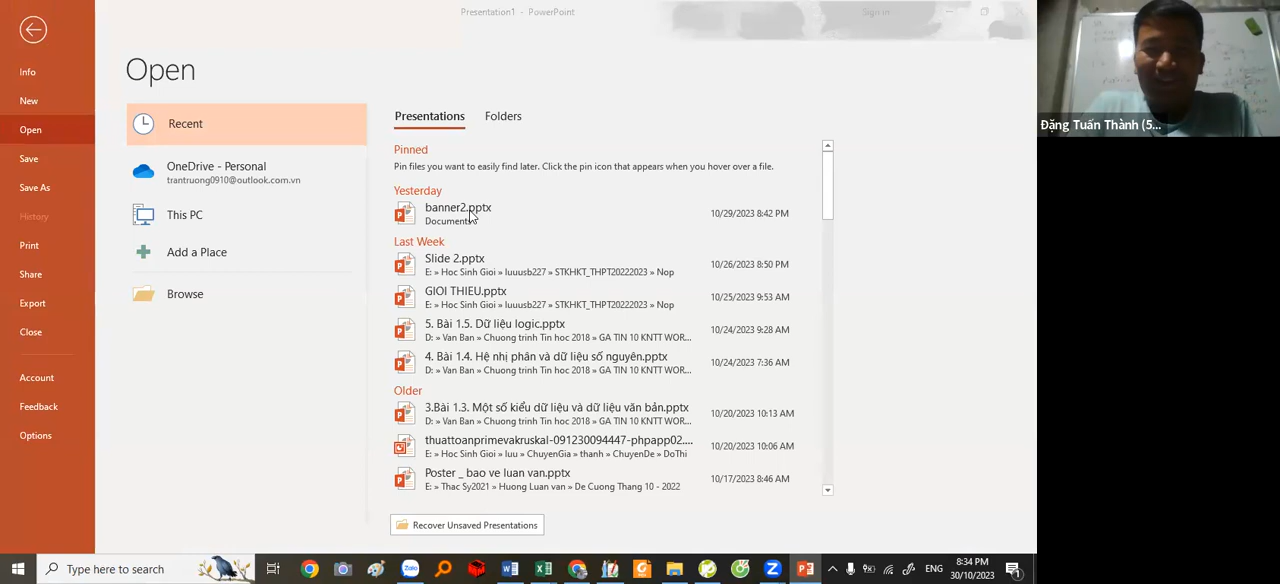 Presentation1 - PowerPoint
Sign in
Open
Info
New
Open
Save
Save As
History
Print
Share
Export
Close
Account
Feedback
Options
Recent
OneDrive - Personal
trantruong0910@outlook.com.vn
This PC
Add a Place
Browse
Presentations Folders
Pinned
Pin files you want to easily find later. Click the pin icon that appears when you hover over a file.
Yesterday
banner2.pptx
Documents
10/29/2023 8:42 PM
Last Week
Slide 2.pptx
E: » Hoc Sinh Gioi » luuusb227 » STKHKT_THPT20222023 » Nop
10/26/2023 8:50 PM
GIOI THIEU.pptx
E: » Hoc Sinh Gioi » luuusb227 » STKHKT_THPT20222023 » Nop
10/25/2023 9:53 AM
5. Bài 1.5. Dữ liệu logic.pptx
D: » Van Ban » Chuong trinh Tin hoc 2018 » GA TIN 10 KNTT WOR...
10/24/2023 9:28 AM
4. Bài 1.4. Hệ nhị phân và dữ liệu số nguyên.pptx
D: » Van Ban » Chuong trinh Tin hoc 2018 » GA TIN 10 KNTT WOR...
10/24/2023 7:36 AM
Older
3.Bài 1.3. Một số kiểu dữ liệu và dữ liệu văn bản.pptx
D: » Van Ban » Chuong trinh Tin hoc 2018 » GA TIN 10 KNTT WOR...
10/20/2023 10:13 AM
thuattoanprimevakruskal-091230094447-phpapp02....
E: » Hoc Sinh Gioi » luu » ChuyenGia » thanh » ChuyenDe » DoThi
10/20/2023 10:06 AM
Poster _ bao ve luan van.pptx
E: » Thac Sy2021 » Huong Luan van » De Cuong Thang 10 - 2022
10/17/2023 8:46 AM
Recover Unsaved Presentations
Đặng Tuấn Thành (5...
Type here to search
Zalo
ENG
8:34 PM
30/10/2023